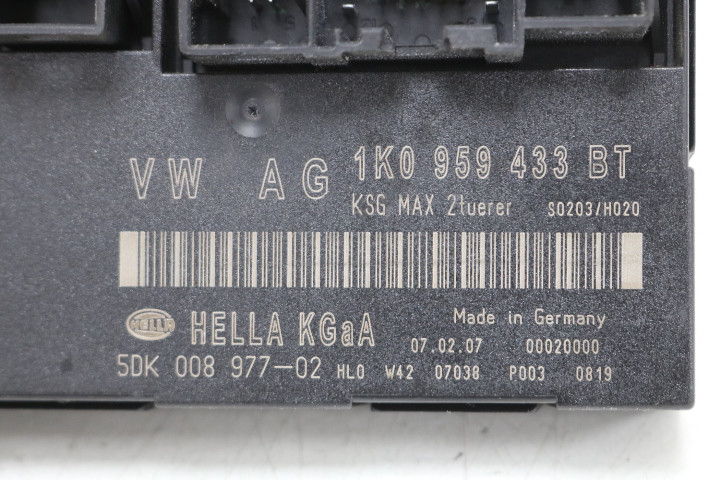 VW AG 1K0 959 433 BT
KSG MAX 2tuerer S0203/H020
HELLA HELLA KGaA Made in Germany
07.02.07 00020000
5DK 008 977-02 HLO W42 07038 P003 0819